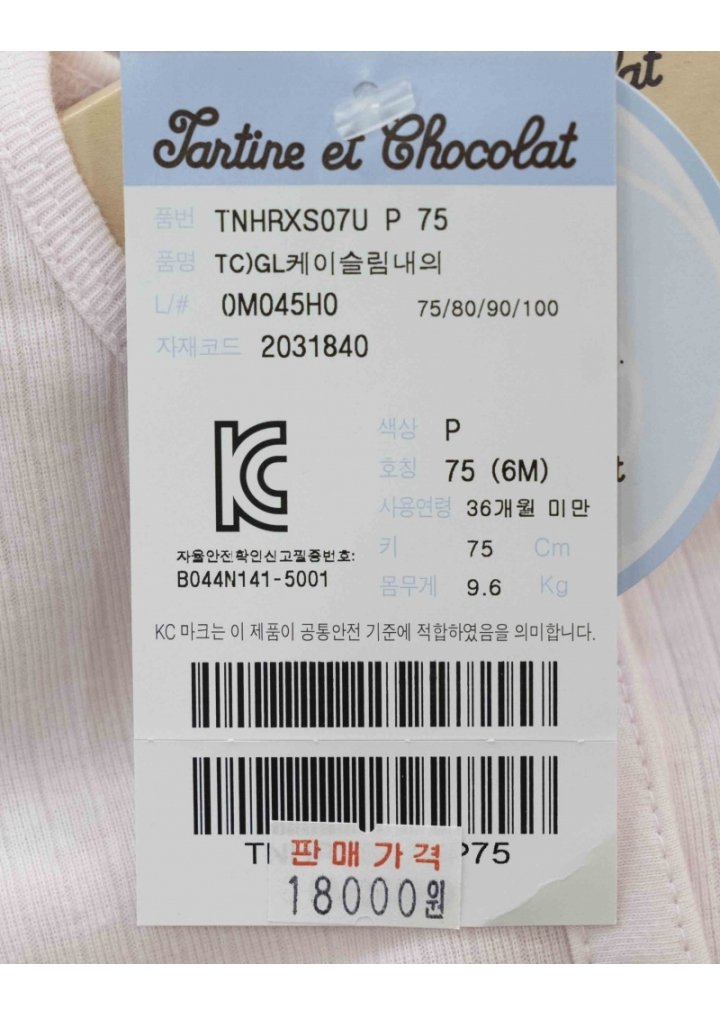 Tartine et Chocolat
품번 TNHRXS07U P 75
품명 TC)GL케이슬림내의
L/# 0M045H0 75/80/90/100
자재코드 2031840
색상 P
호칭 75 (6M)
사용연령 36개월 미만
키 75 Cm
몸무게 9.6 Kg
자율안전확인신고필증번호:
B044N141-5001
KC 마크는 이 제품이 공통안전 기준에 적합하였음을 의미합니다.
P75
판매가격
18000원